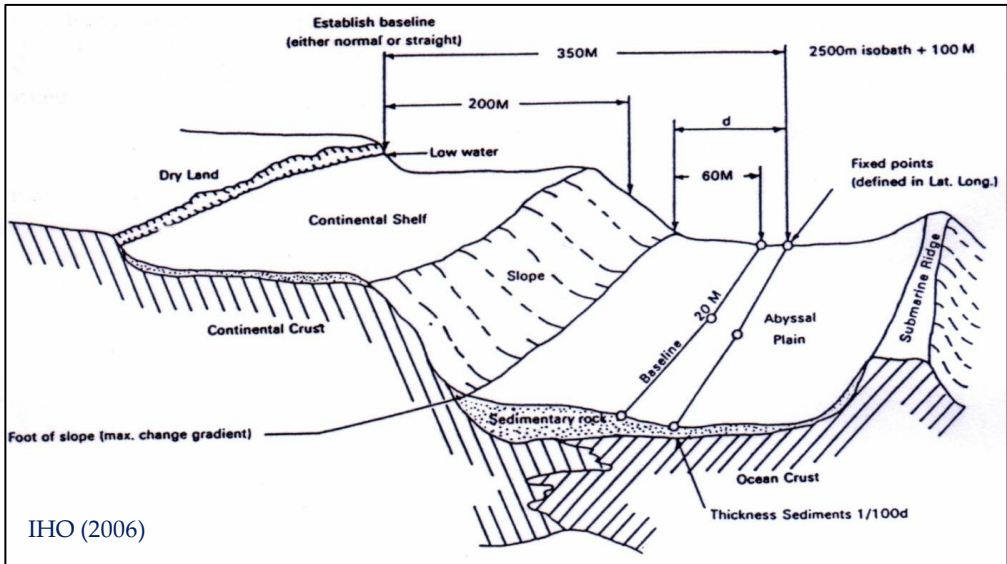 Establish baseline
(either normal or straight)
350M
2500m isobath + 100 M
200M
d
Low water
60M
Fixed points
(defined in Lat. Long.)
Dry Land
Continental Shelf
Slope
20 M
Baseline
Abyssal
Plain
Submarine Ridge
Continental Crust
Sedimentary rock
Foot of slope (max. change gradient)
Ocean Crust
Thickness Sediments 1/100d
IHO (2006)